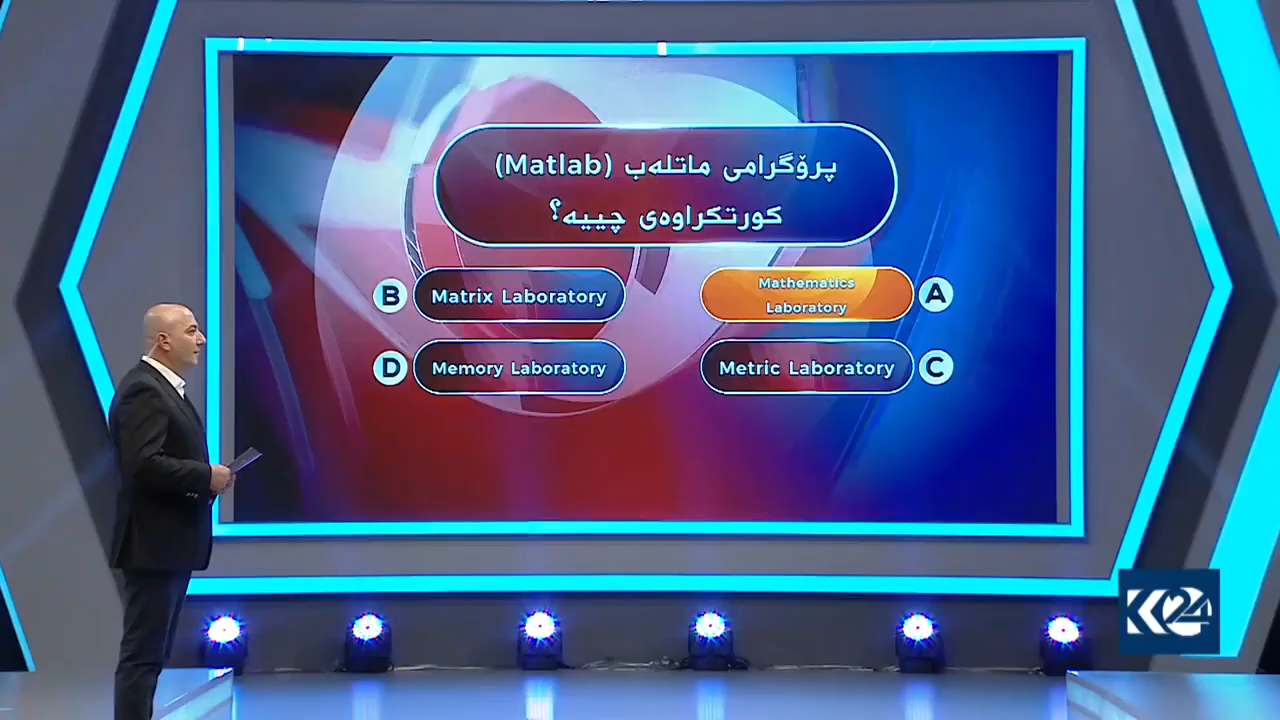 پرۆگرامی ماتلەب (Matlab)
کورتکراوەی چییە؟
A
Mathematics
Laboratory
B
Matrix Laboratory
C
Metric Laboratory
D
Memory Laboratory
K24